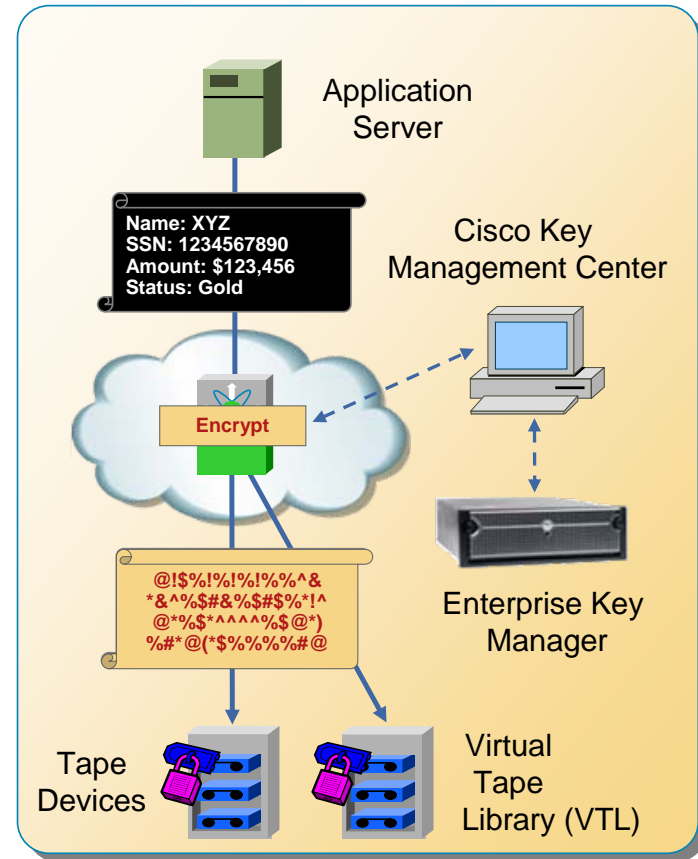 Application
Server
Name: XYZ
SSN: 1234567890
Amount: $123,456
Status: Gold
Cisco Key
Management Center
Encrypt
@!$%!%!%!%%^&
*&^%$#&%$#$%*!^
@*%$*^^^^%$@*)
%#*@(*$%%%%#@
Enterprise Key
Manager
Tape
Devices
Virtual
Tape
Library (VTL)